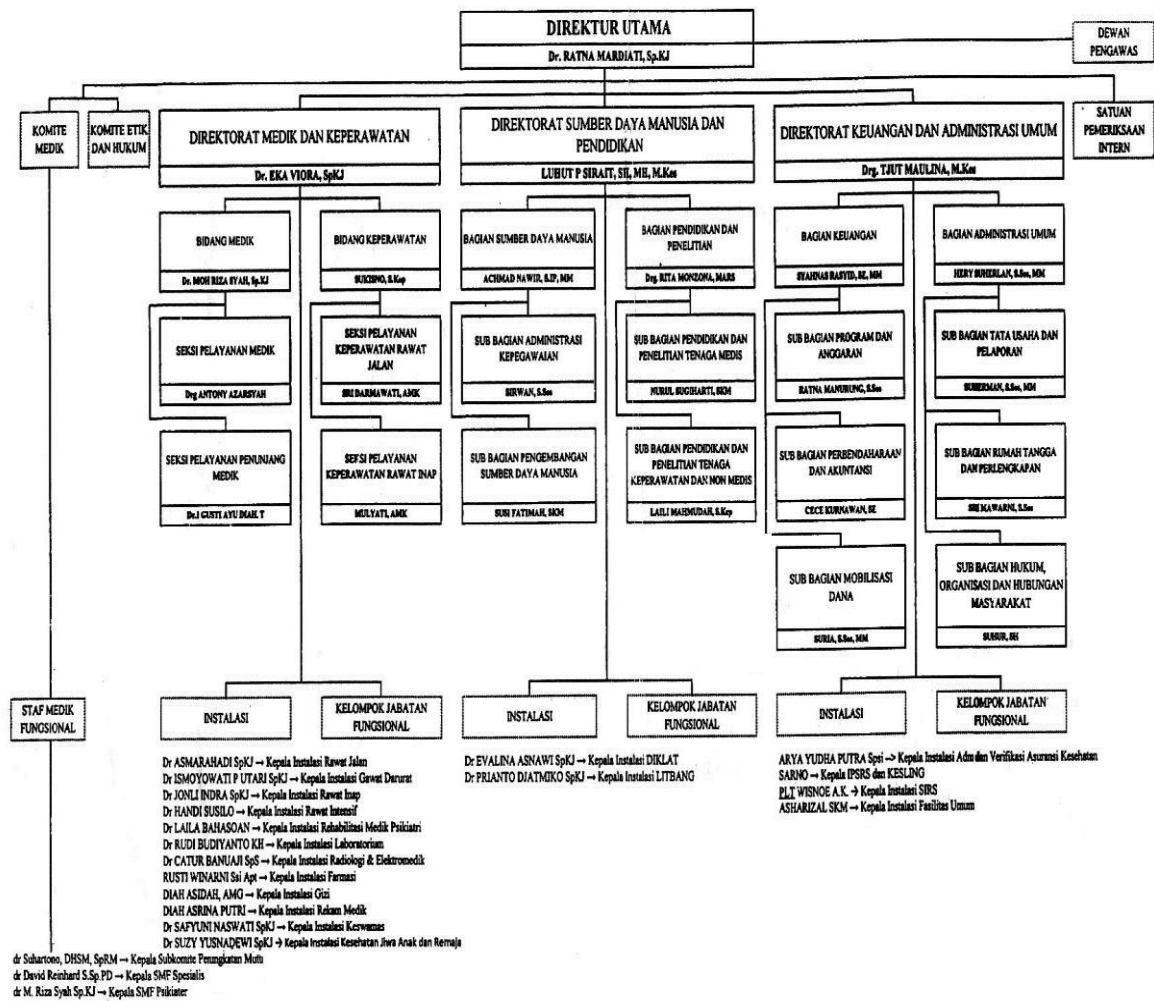 DIREKTUR UTAMA
Dr. RATNA MARDIATI, Sp.KJ
DEWAN
PENGAWAS
KOMITE
MEDIK
KOMITE ETIK
DAN HUKUM
DIREKTORAT MEDIK DAN KEPERAWATAN
Dr. EKA VIORA, SpKJ
DIREKTORAT SUMBER DAYA MANUSIA DAN
PENDIDIKAN
LUHUT P SIRAIT, SH, MH, M.Kes
DIREKTORAT KEUANGAN DAN ADMINISTRASI UMUM
Drg. TJUT MAULINA, M.Kes
SATUAN
PEMERIKSAAN
INTERN
BIDANG MEDIK
Dr. MOH RIZA SYAH, Sp.KJ
BIDANG KEPERAWATAN
SUKISNO, S.Kep
BAGIAN SUMBER DAYA MANUSIA
ACHMAD NAWIR, S.IP, MM
BAGIAN PENDIDIKAN DAN
PENELITIAN
Drg. RITA MONZONA, MARS
BAGIAN KEUANGAN
SYAHNAS RASYID, SE, MM
BAGIAN ADMINISTRASI UMUM
HERY SUHERLAN, S.Sos, MM
SEKSI PELAYANAN MEDIK
Drg ANTONY AZARSYAH
SEKSI PELAYANAN
KEPERAWATAN RAWAT
JALAN
SRI DARMAWATI, AMK
SUB BAGIAN ADMINISTRASI
KEPEGAWAIAN
SIRWAN, S.Sos
SUB BAGIAN PENDIDIKAN DAN
PENELITIAN TENAGA MEDIS
NURUL SUGIHARTI, SKM
SUB BAGIAN PROGRAM DAN
ANGGARAN
RATNA MANURUNG, S.Sos
SUB BAGIAN TATA USAHA DAN
PELAPORAN
SUHERMAN, S.Sos, MM
SEKSI PELAYANAN PENUNJANG
MEDIK
Dr.I GUSTI AYU DIAH. T
SEKSI PELAYANAN
KEPERAWATAN RAWAT INAP
MULYATI, AMK
SUB BAGIAN PENGEMBANGAN
SUMBER DAYA MANUSIA
SUSI FATIMAH, SKM
SUB BAGIAN PENDIDIKAN DAN
PENELITIAN TENAGA
KEPERAWATAN DAN NON MEDIS
LAILI MAHMUDAH, S.Kep
SUB BAGIAN PERBENDAHARAAN
DAN AKUNTANSI
CECE KURNAWAN, SE
SUB BAGIAN RUMAH TANGGA
DAN PERLENGKAPAN
SRI MAWARNI, S.Sos
SUB BAGIAN MOBILISASI
DANA
SURIA, S.Sos, MM
SUB BAGIAN HUKUM,
ORGANISASI DAN HUBUNGAN
MASYARAKAT
SUHUR, SH
STAF MEDIK
FUNGSIONAL
INSTALASI
KELOMPOK JABATAN
FUNGSIONAL
INSTALASI
KELOMPOK JABATAN
FUNGSIONAL
INSTALASI
KELOMPOK JABATAN
FUNGSIONAL
Dr ASMARAHADI SpKJ → Kepala Instalasi Rawat Jalan
Dr ISMOYOWATI P UTARI SpKJ → Kepala Instalasi Gawat Darurat
Dr JONLI INDRA SpKJ → Kepala Instalasi Rawat Inap
Dr HANDI SUSILO → Kepala Instalasi Rawat Intensif
Dr LAILA BAHASOAN → Kepala Instalasi Rehabilitasi Medik Psikiatri
Dr RUDI BUDIYANTO KH → Kepala Instalasi Laboratorium
Dr CATUR BANUAJI SpS → Kepala Instalasi Radiologi & Elektromedik
RUSTI WINARNI Ssi Apt → Kepala Instalasi Farmasi
DIAH ASIDAH, AMG → Kepala Instalasi Gizi
DIAH ASRINA PUTRI → Kepala Instalasi Rekam Medik
Dr SAFYUNI NASWATI SpKJ → Kepala Instalasi Keswamas
Dr SUZY YUSNADEWI SpKJ → Kepala Instalasi Kesehatan Jiwa Anak dan Remaja
Dr EVALINA ASNAWI SpKJ → Kepala Instalasi DIKLAT
Dr PRIANTO DJATMIKO SpKJ → Kepala Instalasi LITBANG
ARYA YUDHA PUTRA Spsi -> Kepala Instalasi Adm dan Verifikasi Asuransi Kesehatan
SARNO → Kepala IPSRS dan KESLING
PLT WISNOE A.K. → Kepala Instalasi SIRS
ASHARIZAL SKM → Kepala Instalasi Fasilitas Umum
dr Suhartono, DHSM, SpRM → Kepala Subkomite Peningkatan Mutu
dr David Reinhard S.Sp.PD → Kepala SMF Spesialis
dr M. Riza Syah Sp.KJ → Kepala SMF Psikiater